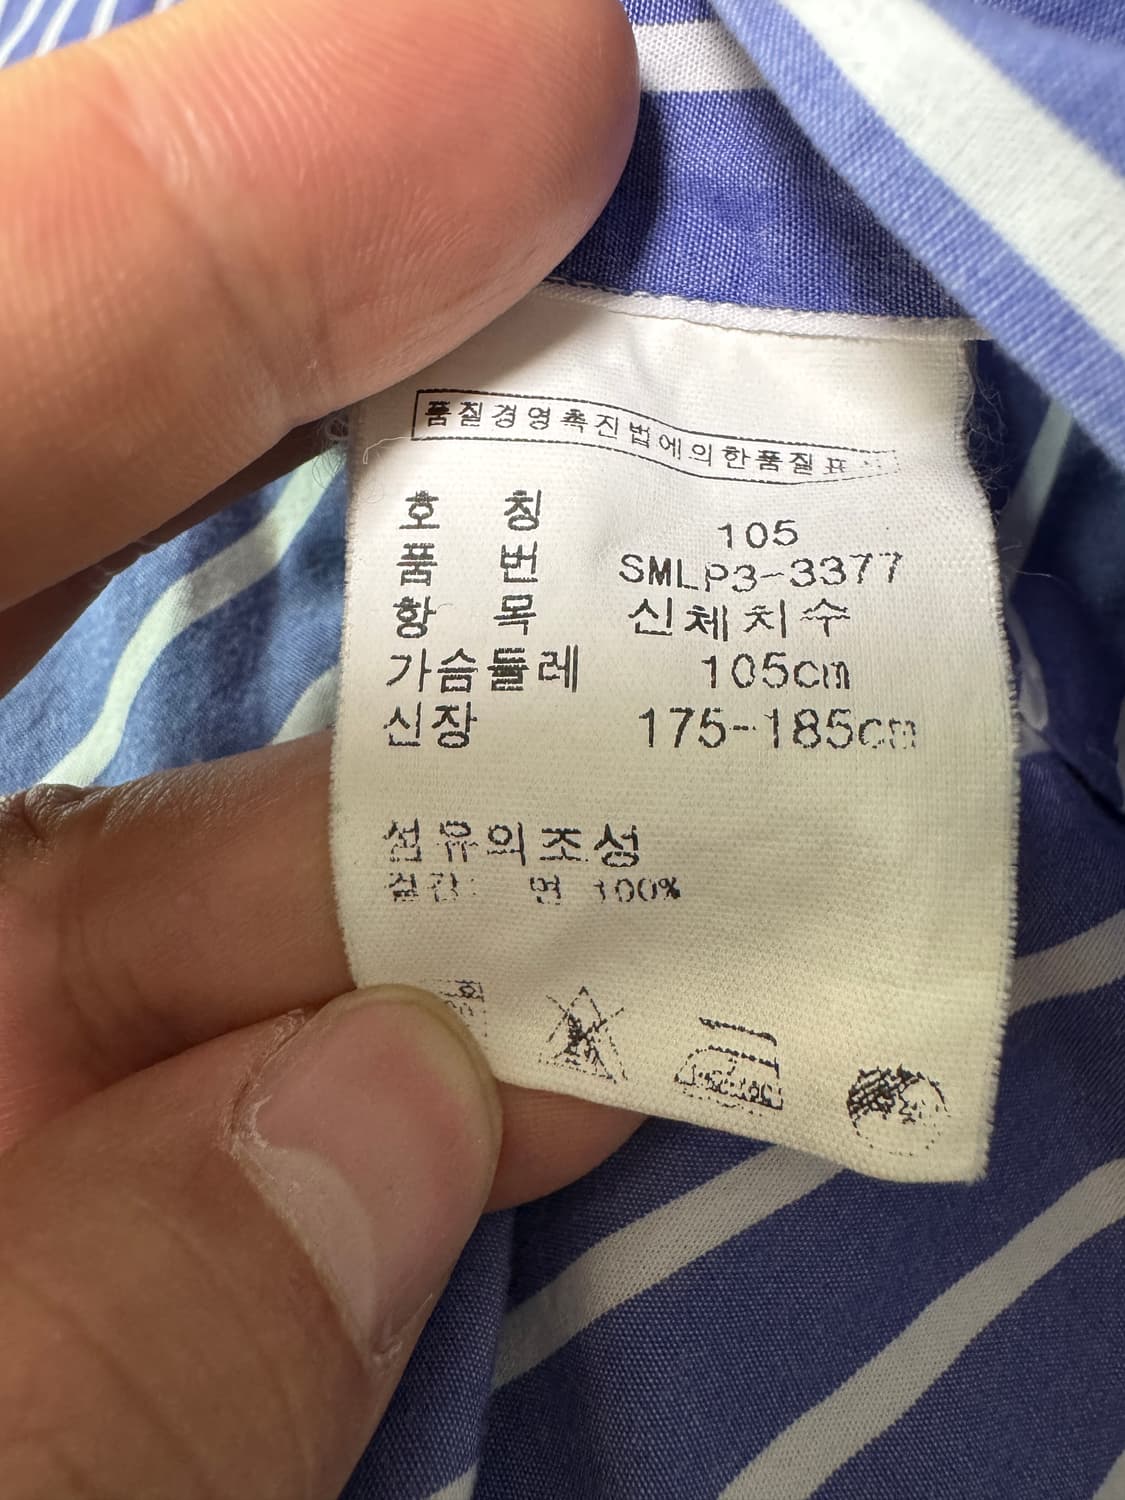 품질경영촉진법에의한품질표
호 칭 105
품 번 SMLP3-3377
항 목 신체치수
가슴둘레 105cm
신장 175-185cm
섬유의조성
겉감: 면 100%